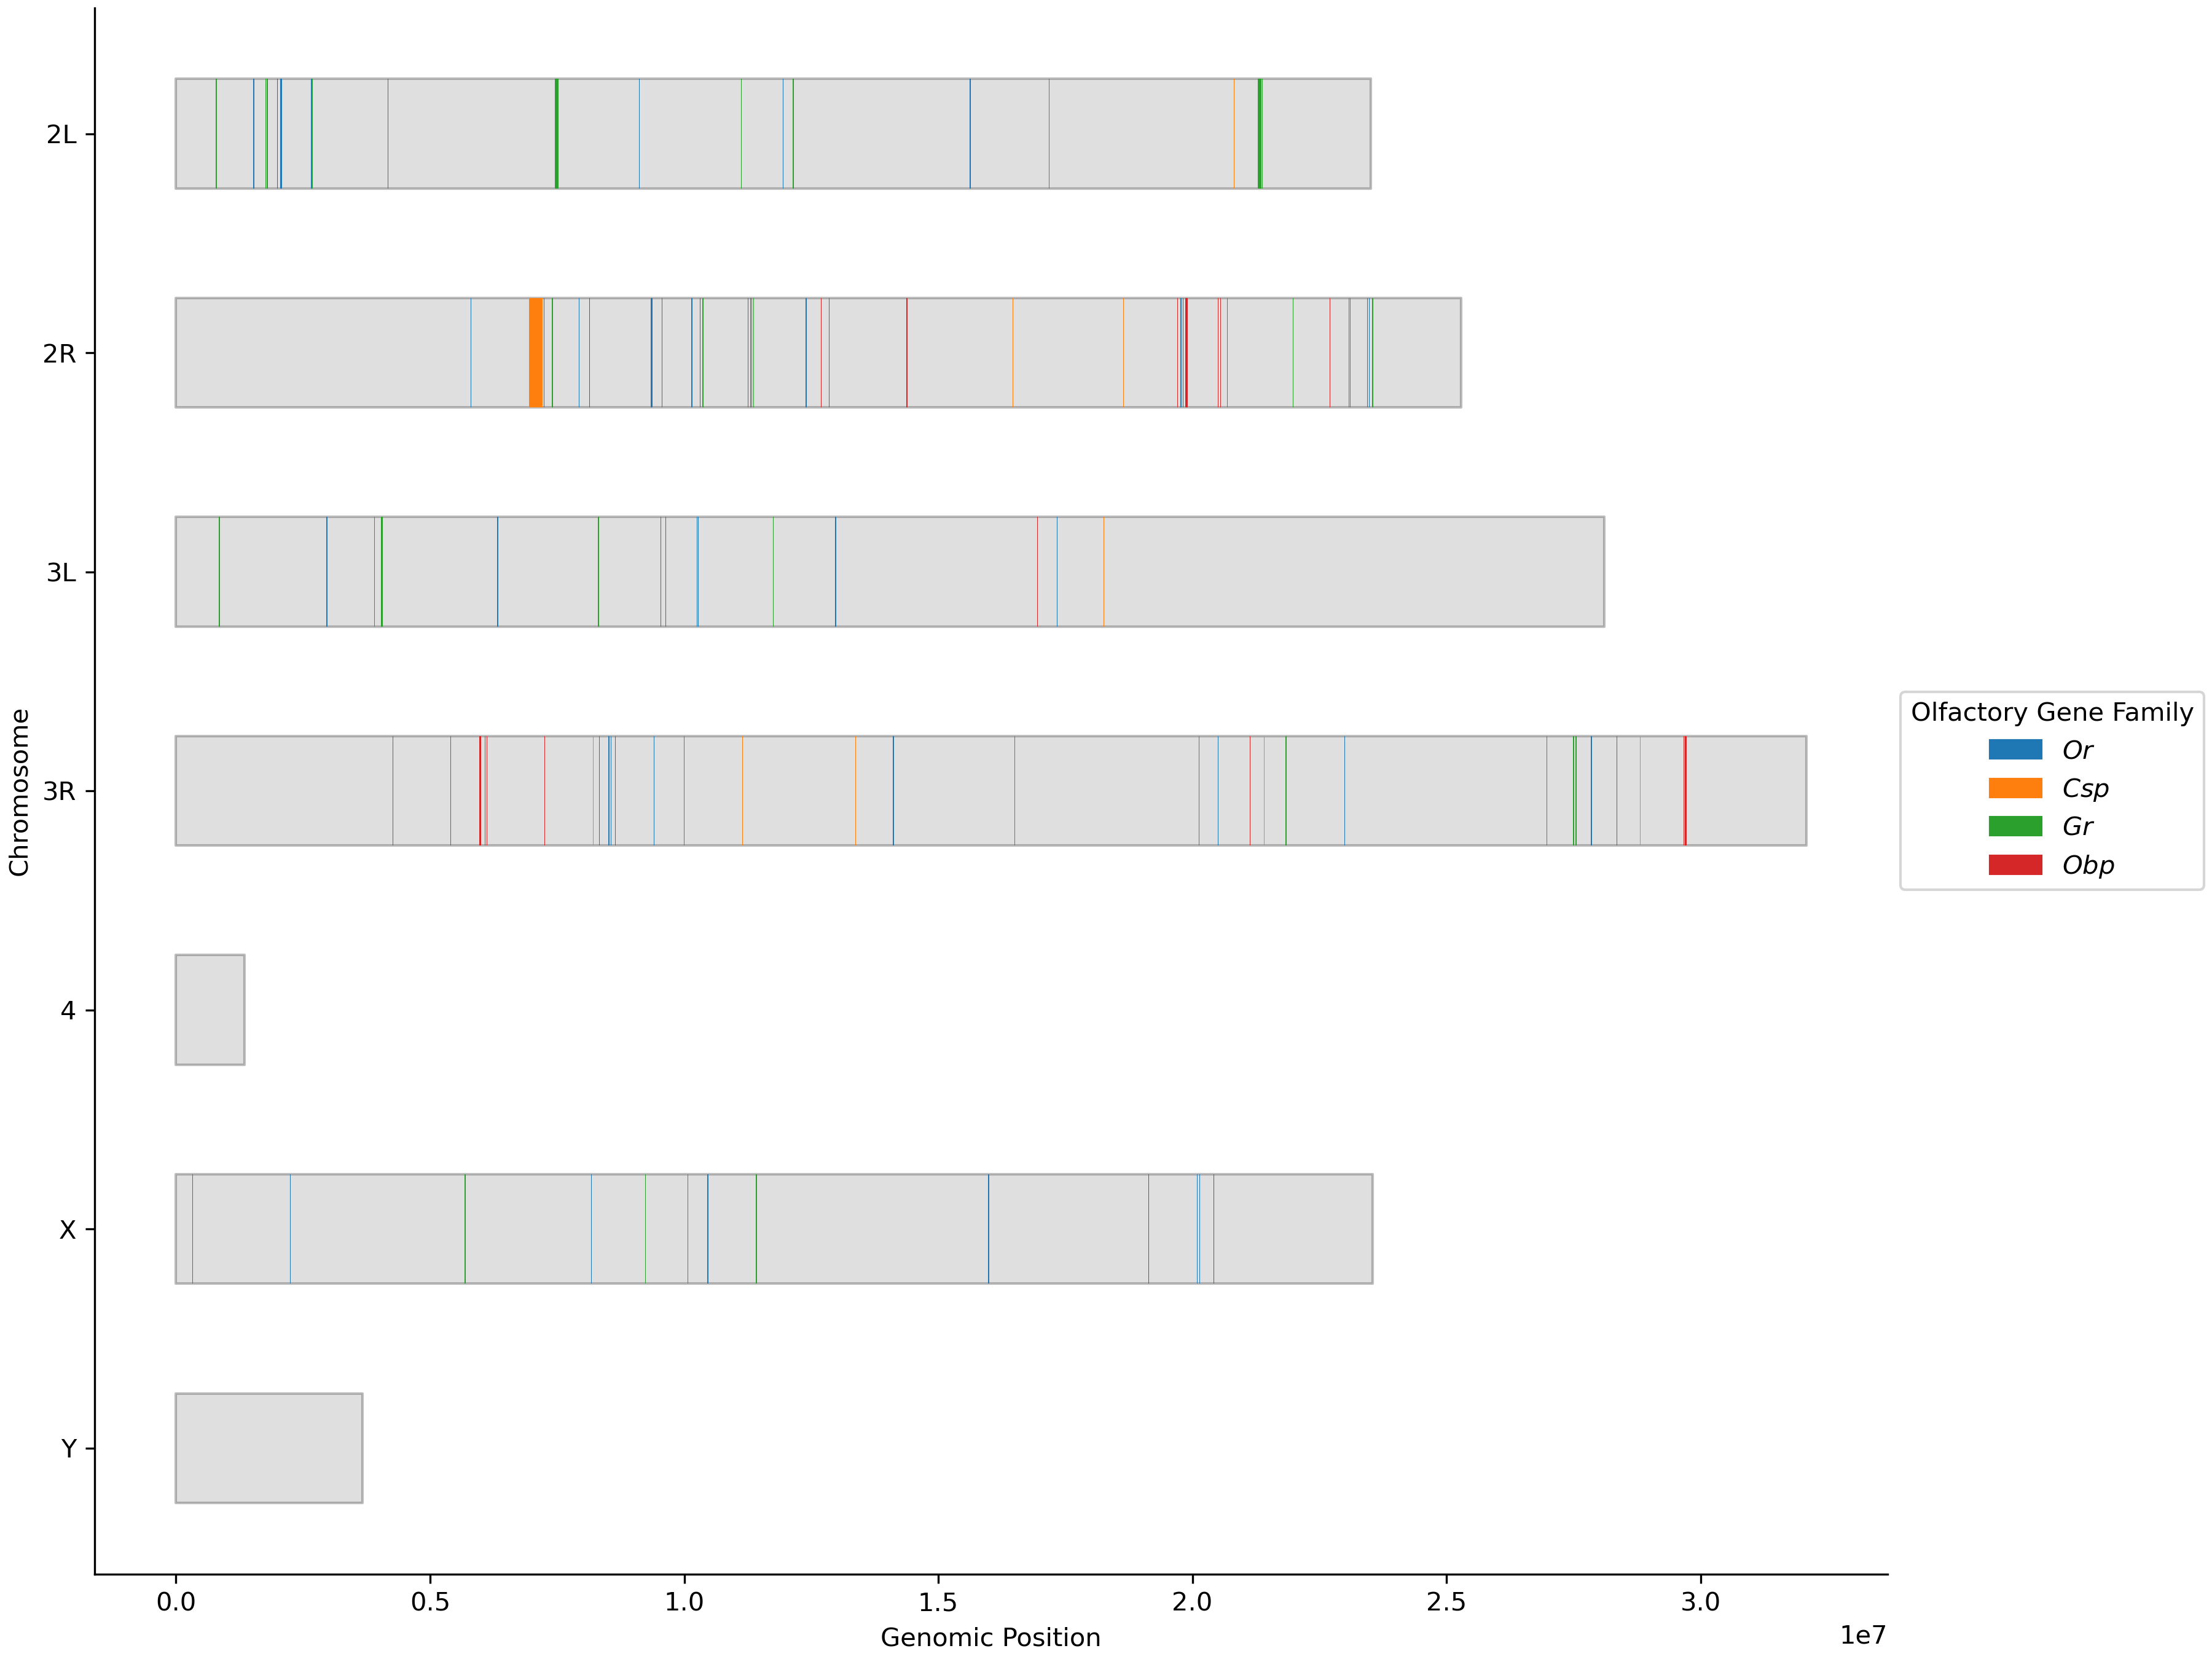 2L
2R
3L
3R
4
X
Y
Chromosome
0.0 0.5 1.0 1.5 2.0 2.5 3.0
1e7
Genomic Position
Olfactory Gene Family
Or
Csp
Gr
Obp